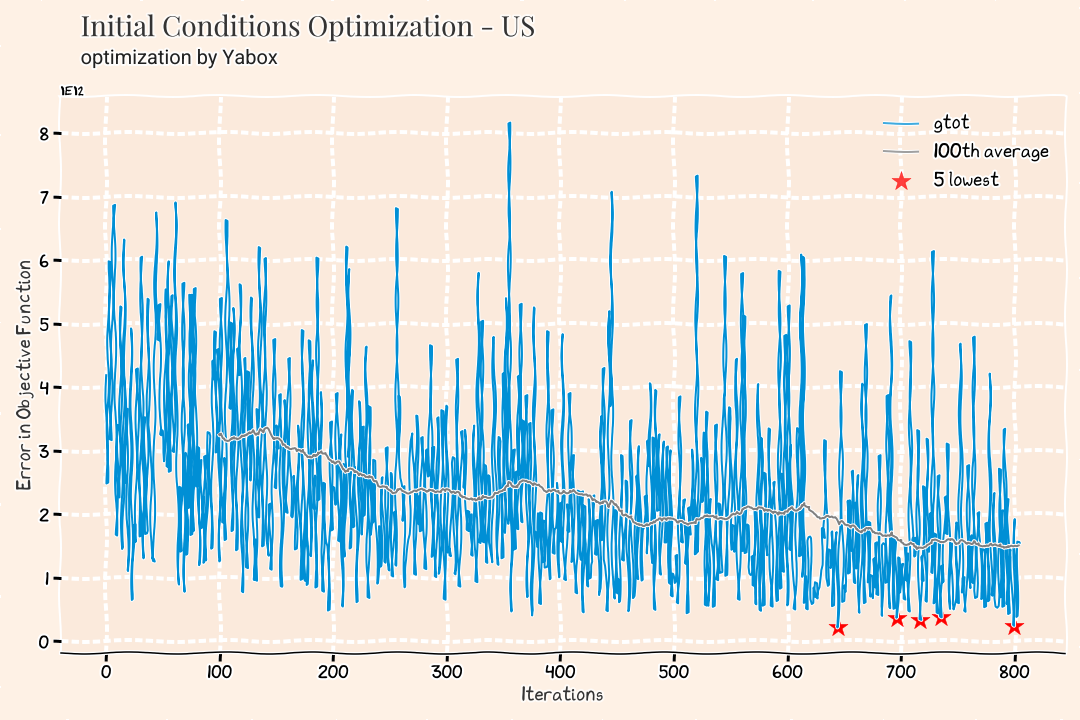 Initial Conditions Optimization - US
optimization by Yabox
1E12
gtot
100th average
5 lowest
8
7
6
5
4
3
2
1
0
Error in Objective Function
0 100 200 300 400 500 600 700 800
Iterations